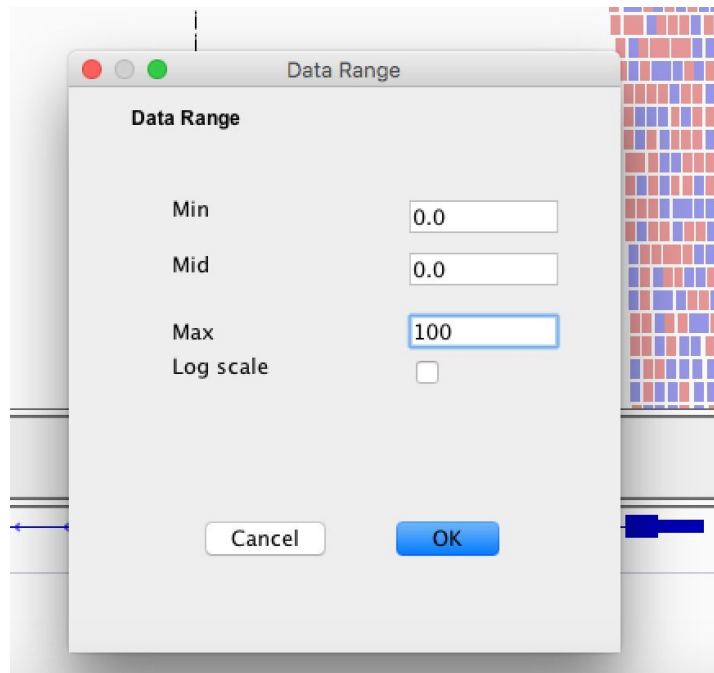 Data Range
Data Range
Min 0.0
Mid 0.0
Max 100
Log scale
Cancel OK